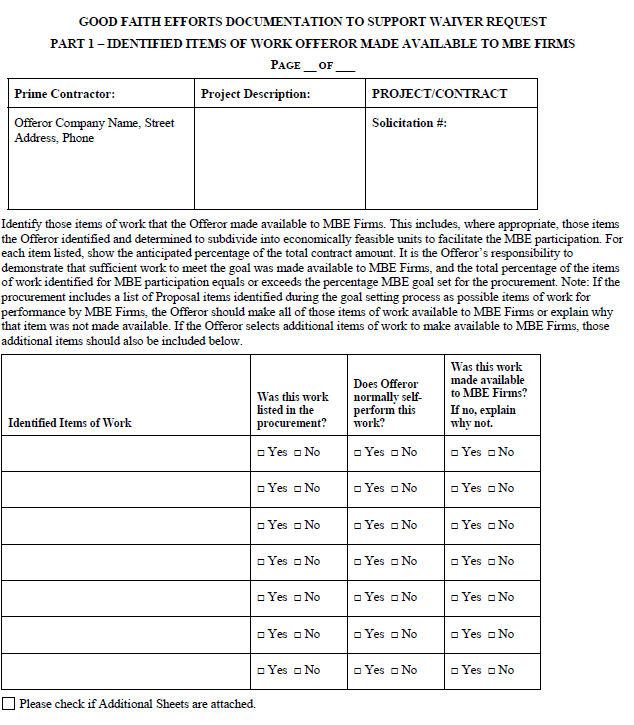 GOOD FAITH EFFORTS DOCUMENTATION TO SUPPORT WAIVER REQUEST
PART 1 – IDENTIFIED ITEMS OF WORK OFFEROR MADE AVAILABLE TO MBE FIRMS
PAGE __ OF ___
Prime Contractor:
Project Description:
PROJECT/CONTRACT
Offeror Company Name, Street
Address, Phone
Solicitation #:
Identify those items of work that the Offeror made available to MBE Firms. This includes, where appropriate, those items
the Offeror identified and determined to subdivide into economically feasible units to facilitate the MBE participation. For
each item listed, show the anticipated percentage of the total contract amount. It is the Offeror’s responsibility to
demonstrate that sufficient work to meet the goal was made available to MBE Firms, and the total percentage of the items
of work identified for MBE participation equals or exceeds the percentage MBE goal set for the procurement. Note: If the
procurement includes a list of Proposal items identified during the goal setting process as possible items of work for
performance by MBE Firms, the Offeror should make all of those items of work available to MBE Firms or explain why
that item was not made available. If the Offeror selects additional items of work to make available to MBE Firms, those
additional items should also be included below.
Identified Items of Work
Was this work
listed in the
procurement?
Does Offeror
normally self-
perform this
work?
Was this work
made available
to MBE Firms?
If no, explain
why not.
□ Yes □ No □ Yes □ No □ Yes □ No
□ Yes □ No □ Yes □ No □ Yes □ No
□ Yes □ No □ Yes □ No □ Yes □ No
□ Yes □ No □ Yes □ No □ Yes □ No
□ Yes □ No □ Yes □ No □ Yes □ No
□ Yes □ No □ Yes □ No □ Yes □ No
□ Yes □ No □ Yes □ No □ Yes □ No
□ Please check if Additional Sheets are attached.